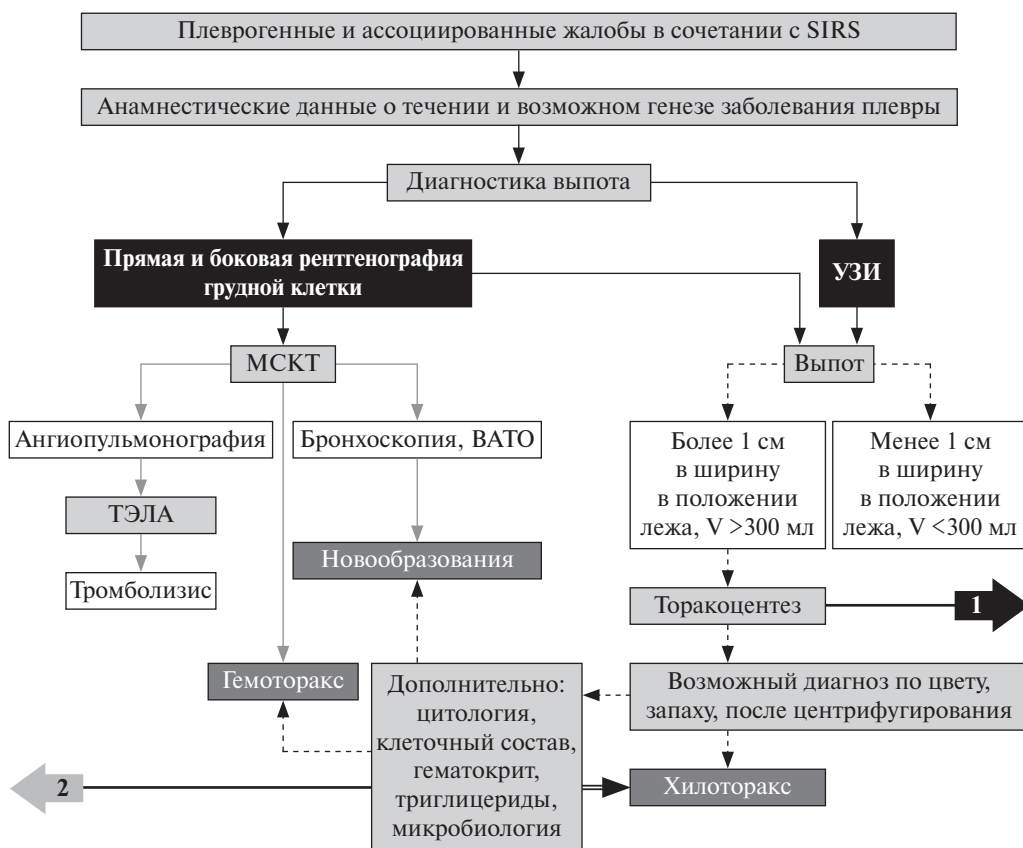 Плеврогенные и ассоциированные жалобы в сочетании с SIRS
Анамнестические данные о течении и возможном генезе заболевания плевры
Диагностика выпота
Прямая и боковая рентгенография
грудной клетки
УЗИ
МСКТ
Выпот
Ангиопульмонография
Бронхоскопия, ВАТО
Более 1 см
в ширину
в положении
лежа, V >300 мл
Менее 1 см
в ширину
в положении
лежа, V <300 мл
ТЭЛА
Новообразования
Тромболизис
Торакоцентез
1
Гемоторакс
Дополнительно:
цитология,
клеточный состав,
гематокрит,
триглицериды,
микробиология
Возможный диагноз по цвету,
запаху, после центрифугирования
2
Хилоторакс